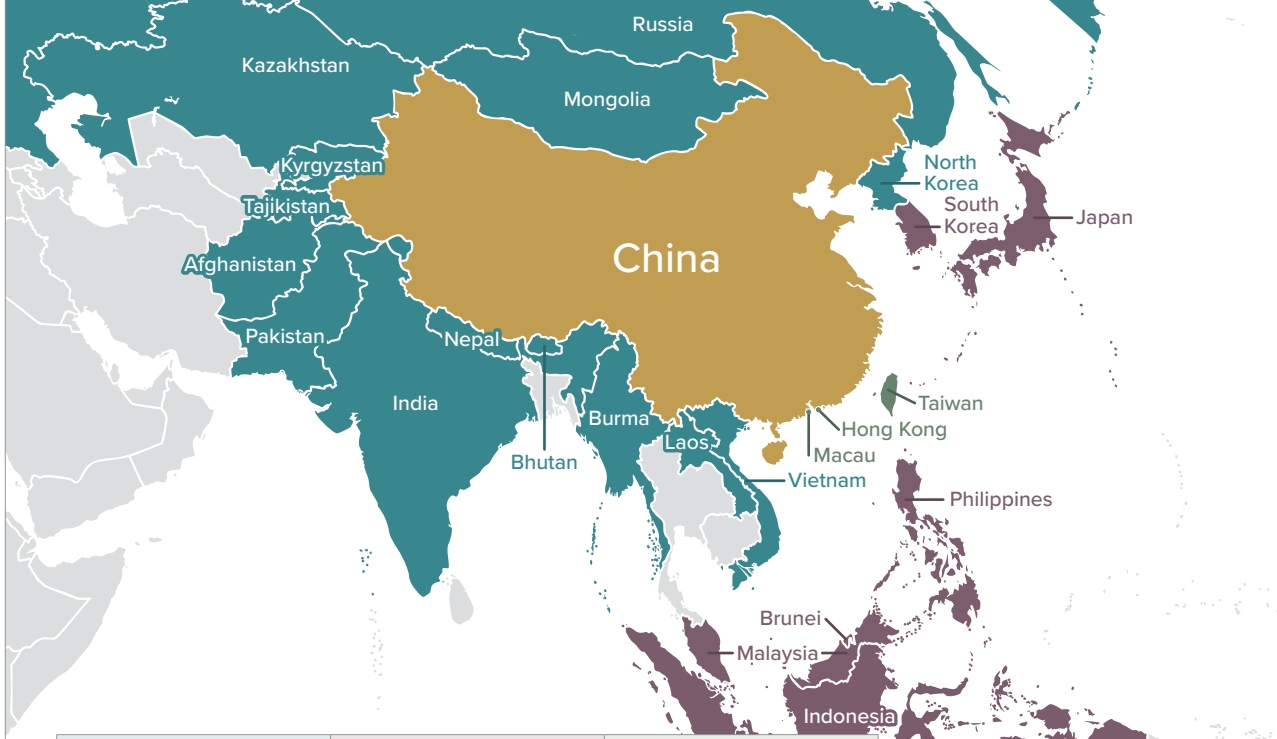 Russia
Kazakhstan
Mongolia
Kyrgyzstan
North
Korea
Tajikistan
South
Korea
Japan
Afghanistan
China
Pakistan
Nepal
India
Taiwan
Burma
Hong Kong
Laos
Macau
Bhutan
Vietnam
Philippines
Brunei
Malaysia
Indonesia